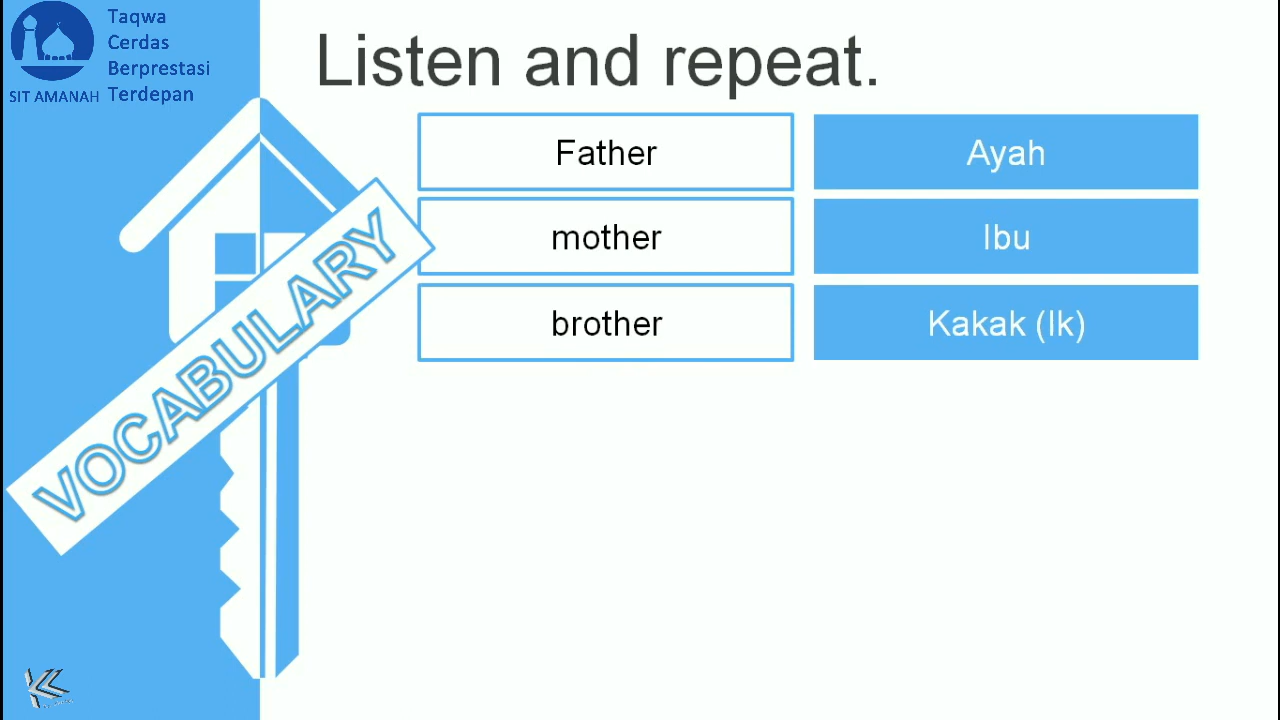 Taqwa
Cerdas
Berprestasi
SIT AMANAH Terdepan
Listen and repeat.
Father Ayah
mother Ibu
brother Kakak (lk)
VOCABULARY